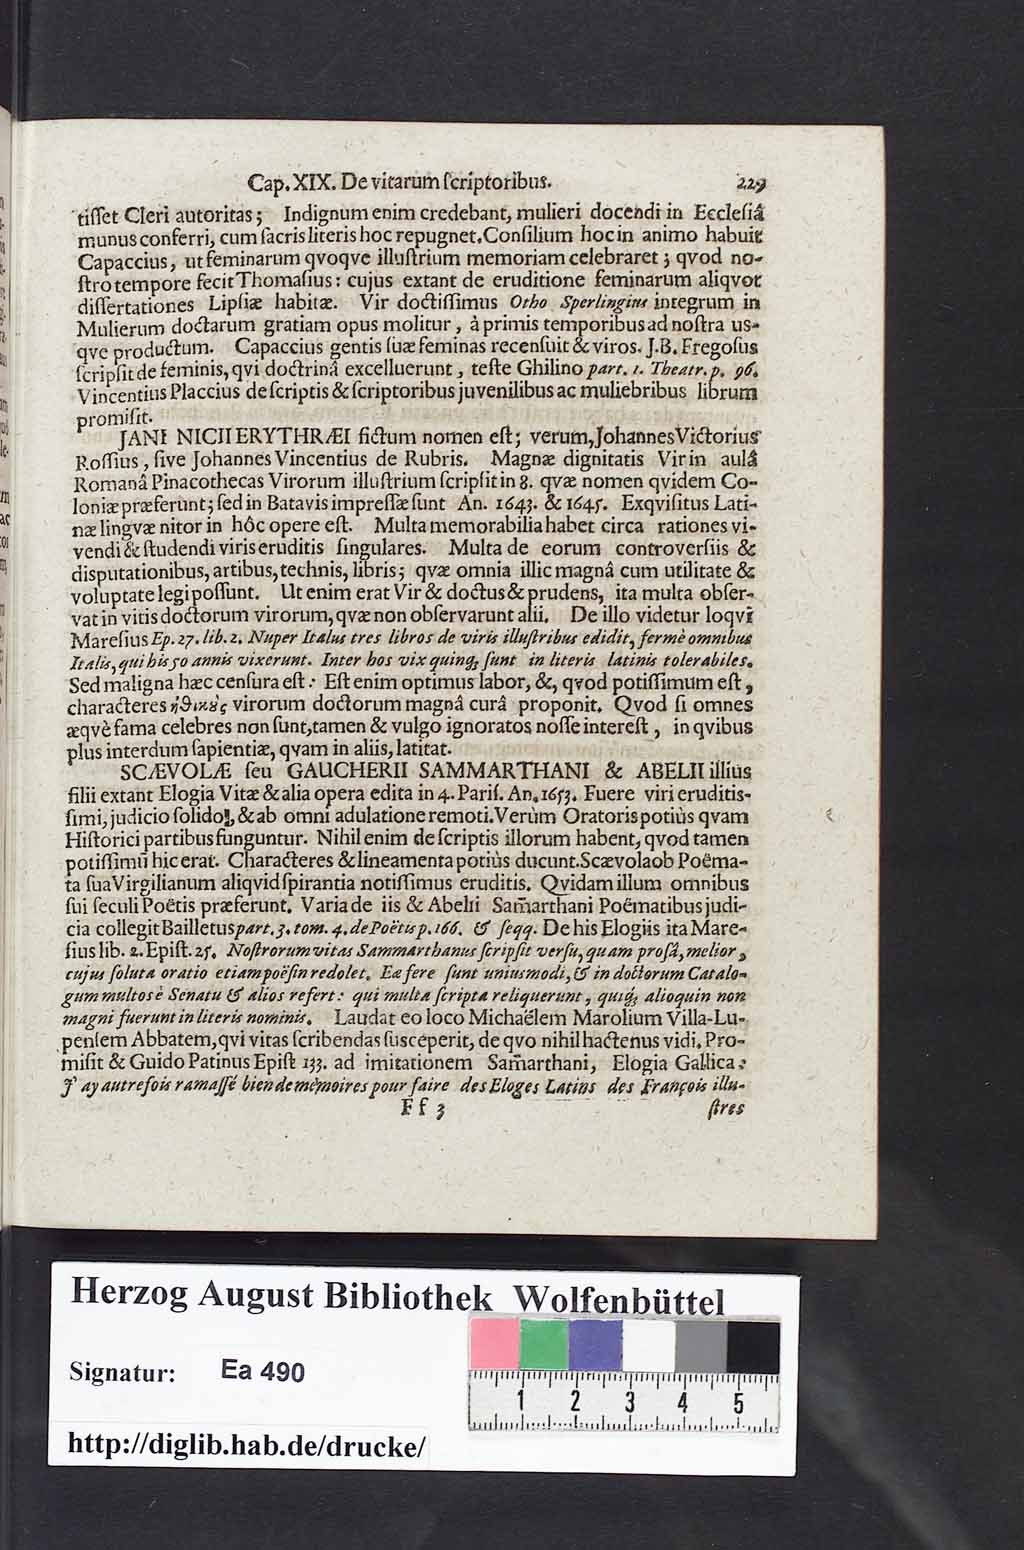 Cap. XIX. De vitarum ſcriptoribus. 229
tiſſet Cleri autoritas; Indignum enim credebant, mulieri docendi in Eccleſiâ
munus conferri, cum ſacris literis hoc repugnet. Conſilium hoc in animo habuit
Capaccius, ut feminarum qvoqve illuſtrium memoriam celebraret; qvod no-
ſtro tempore fecit Thomaſius: cujus extant de eruditione feminarum aliqvot
diſſertationes Lipſiæ habitæ. Vir doctiſſimus Otho Sperlingius integrum in
Mulierum doctarum gratiam opus molitur, à primis temporibus ad noſtra us-
qve productum. Capaccius gentis ſuæ feminas recenſuit & viros. J.B. Fregoſus
ſcripſit de feminis, qvi doctrinâ excelluerunt, teſte Ghilino part. 1. Theatr. p. 96.
Vincentius Placcius de ſcriptis & ſcriptoribus juvenilibus ac muliebribus librum
promiſit.
JANI NICII ERYTHRÆI fictum nomen eſt; verum, Johannes Victorius
Roſſius, ſive Johannes Vincentius de Rubris. Magnæ dignitatis Vir in aulâ
Romanâ Pinacothecas Virorum illuſtrium ſcripſit in 8. qvæ nomen qvidem Co-
loniæ præferunt; ſed in Batavis impreſſæ ſunt An. 1643. & 1645. Exqviſitus Lati-
næ lingvæ nitor in hôc opere eſt. Multa memorabilia habet circa rationes vi-
vendi & ſtudendi viris eruditis ſingulares. Multa de eorum controverſiis &
disputationibus, artibus, technis, libris; qvæ omnia illic magnâ cum utilitate &
voluptate legi poſſunt. Ut enim erat Vir & doctus & prudens, ita multa obſer-
vat in vitis doctorum virorum, qvæ non obſervarunt alii. De illo videtur loqvi
Mareſius Ep. 27. lib. 2. Nuper Italus tres libros de viris illuſtribus edidit, fermè omnibus
Italis, qui his 50 annis vixerunt. Inter hos vix quinq; ſunt in literis latinis tolerabiles.
Sed maligna hæc cenſura eſt: Eſt enim optimus labor, &, qvod potiſſimum eſt,
characteres ἠθικȣ̀ς virorum doctorum magnâ curâ proponit. Qvod ſi omnes
æqvè fama celebres non ſunt, tamen & vulgo ignoratos noſſe intereſt, in qvibus
plus interdum ſapientiæ, qvam in aliis, latitat.
SCÆVOLÆ ſeu GAUCHERII SAMMARTHANI & ABELII illius
filii extant Elogia Vitæ & alia opera edita in 4. Pariſ. An. 1653. Fuere viri eruditis-
ſimi, judicio ſolido, & ab omni adulatione remoti. Verùm Oratoris potiùs qvam
Hiſtorici partibus funguntur. Nihil enim de ſcriptis illorum habent, qvod tamen
potiſſimũ hic erat. Characteres & lineamenta potiùs ducunt. Scævola ob Poëma-
ta ſua Virgilianum aliqvid ſpirantia notiſſimus eruditis. Qvidam illum omnibus
ſui ſeculi Poëtis præferunt. Varia de iis & Abelii Sam̃arthani Poëmatibus judi-
cia collegit Bailletus part. 3. tom. 4. de Poëtis p. 166. & ſeqq. De his Elogiis ita Mare-
ſius lib. 2. Epiſt. 25. Noſtrorum vitas Sammarthanus ſcripſit verſu, quam proſâ, melior,
cujus ſoluta oratio etiam poëſin redolet. Ea fere ſunt uniusmodi, & in doctorum Catalo-
gum multos è Senatu & alios refert: qui multa ſcripta reliquerunt, quiq; alioquin non
magni fuerunt in literis nominis. Laudat eo loco Michaëlem Marolium Villa-Lu-
penſem Abbatem, qvi vitas ſcribendas ſuſceperit, de qvo nihil hactenus vidi. Pro-
miſit & Guido Patinus Epiſt 133. ad imitationem Sam̃arthani, Elogia Gallica:
J' ay autrefois ramaſſé bien de mèmoires pour faire des Eloges Latins des François illu-
Ff 3 ſtres
Herzog August Bibliothek Wolfenbüttel
Signatur: Ea 490
1 2 3 4 5
http://diglib.hab.de/drucke/